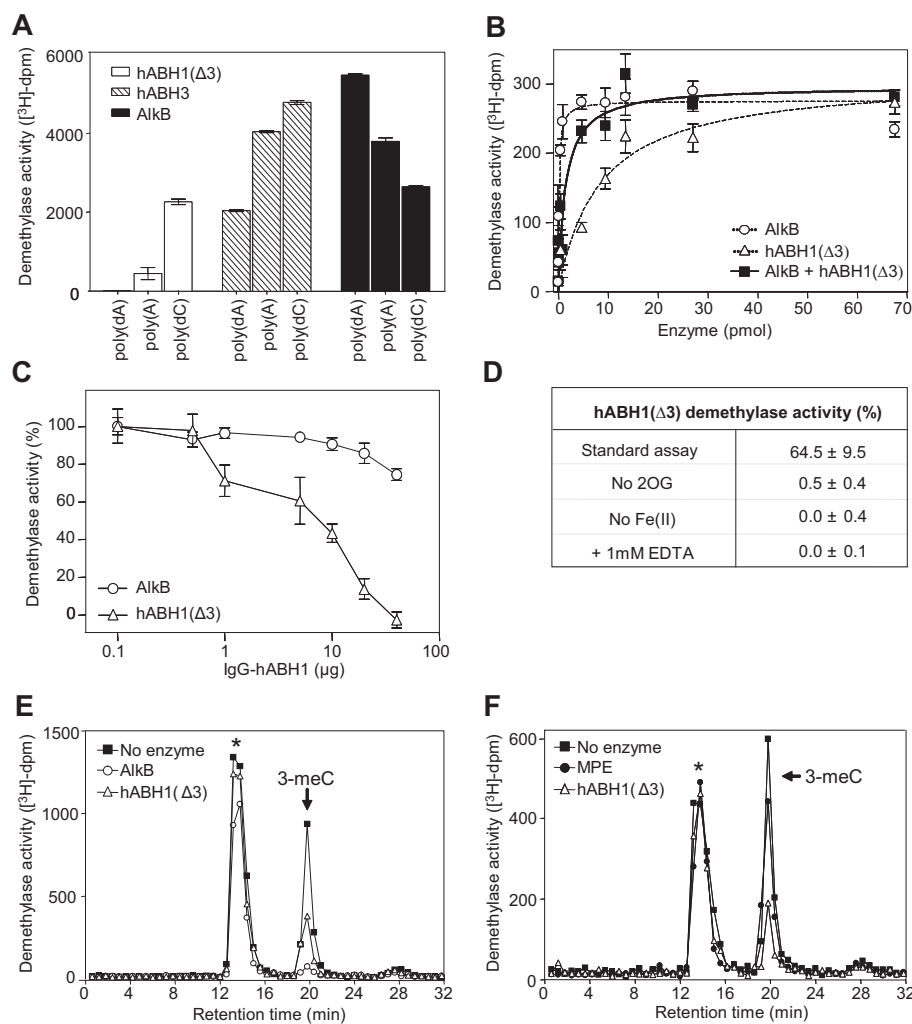 A
Demethylase activity ([³H]-dpm)
6000
4000
2000
0
hABH1(Δ3)
hABH3
AlkB
poly(dA)
poly(A)
poly(dC)
poly(dA)
poly(A)
poly(dC)
poly(dA)
poly(A)
poly(dC)
B
Demethylase activity ([³H]-dpm)
300
200
100
0
AlkB
hABH1(Δ3)
AlkB + hABH1(Δ3)
0 10 20 30 40 50 60 70
Enzyme (pmol)
C
Demethylase activity (%)
100
80
60
40
20
0
AlkB
hABH1(Δ3)
0.1 1 10 100
IgG-hABH1 (µg)
D
hABH1(Δ3) demethylase activity (%)
Standard assay 64.5 ± 9.5
No 2OG 0.5 ± 0.4
No Fe(II) 0.0 ± 0.4
+ 1mM EDTA 0.0 ± 0.1
E
Demethylase activity ([³H]-dpm)
1500
1000
500
0
No enzyme
AlkB
hABH1(Δ3)
*
3-meC
0 4 8 12 16 20 24 28 32
Retention time (min)
F
Demethylase activity ([³H]-dpm)
600
400
200
0
No enzyme
MPE
hABH1(Δ3)
*
3-meC
0 4 8 12 16 20 24 28 32
Retention time (min)